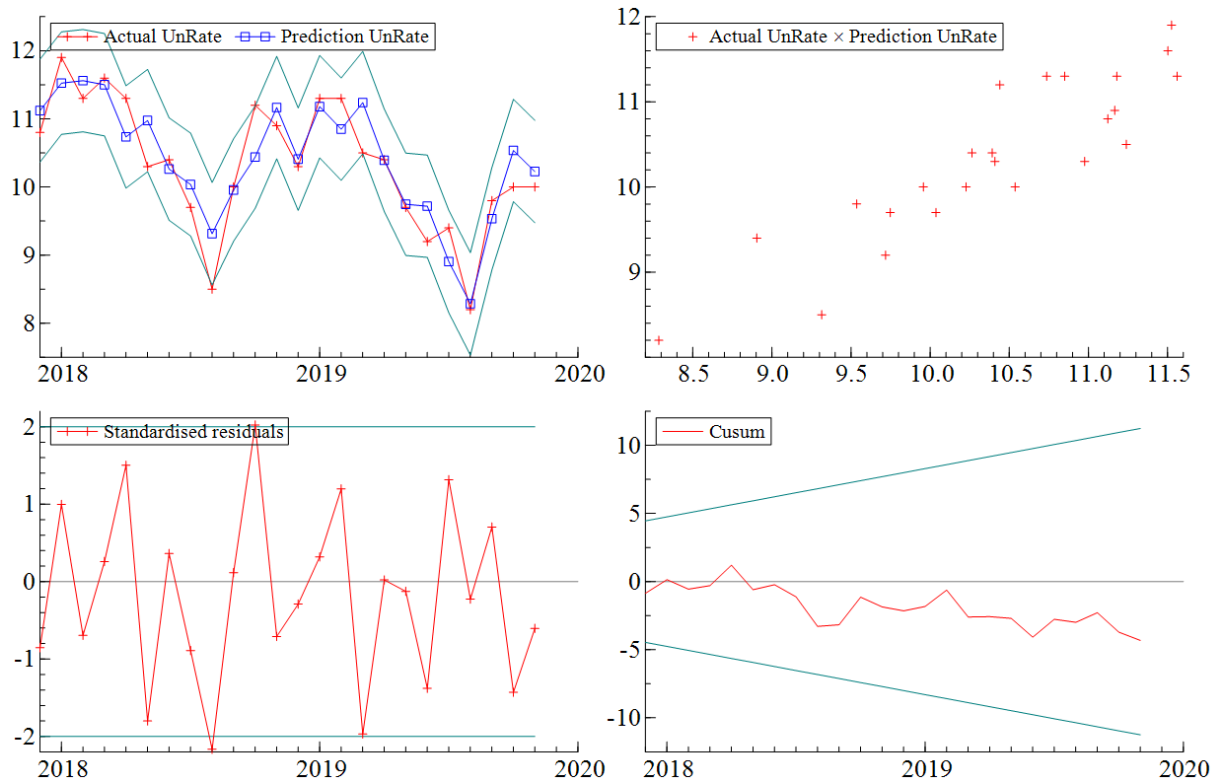 Actual UnRate Prediction UnRate
12
11
10
9
8
2018 2019 2020
Actual UnRate × Prediction UnRate
12
11
10
9
8.5 9.0 9.5 10.0 10.5 11.0 11.5
Standardised residuals
2
1
0
-1
-2
2018 2019 2020
Cusum
10
5
0
-5
-10
2018 2019 2020